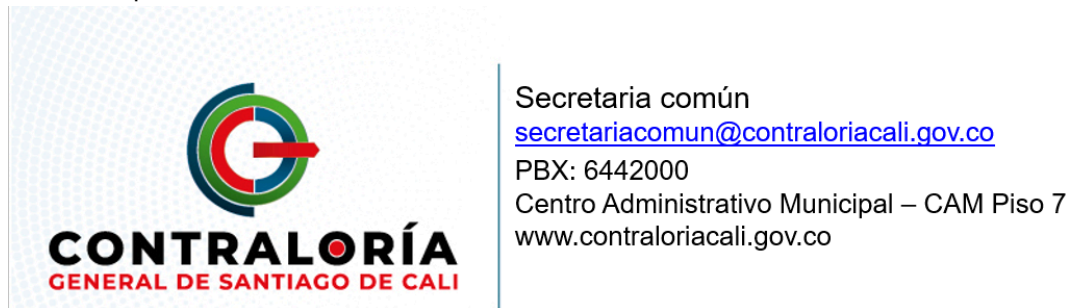 CONTRALORÍA
GENERAL DE SANTIAGO DE CALI
Secretaria común
secretariacomun@contraloriacali.gov.co
PBX: 6442000
Centro Administrativo Municipal – CAM Piso 7
www.contraloriacali.gov.co